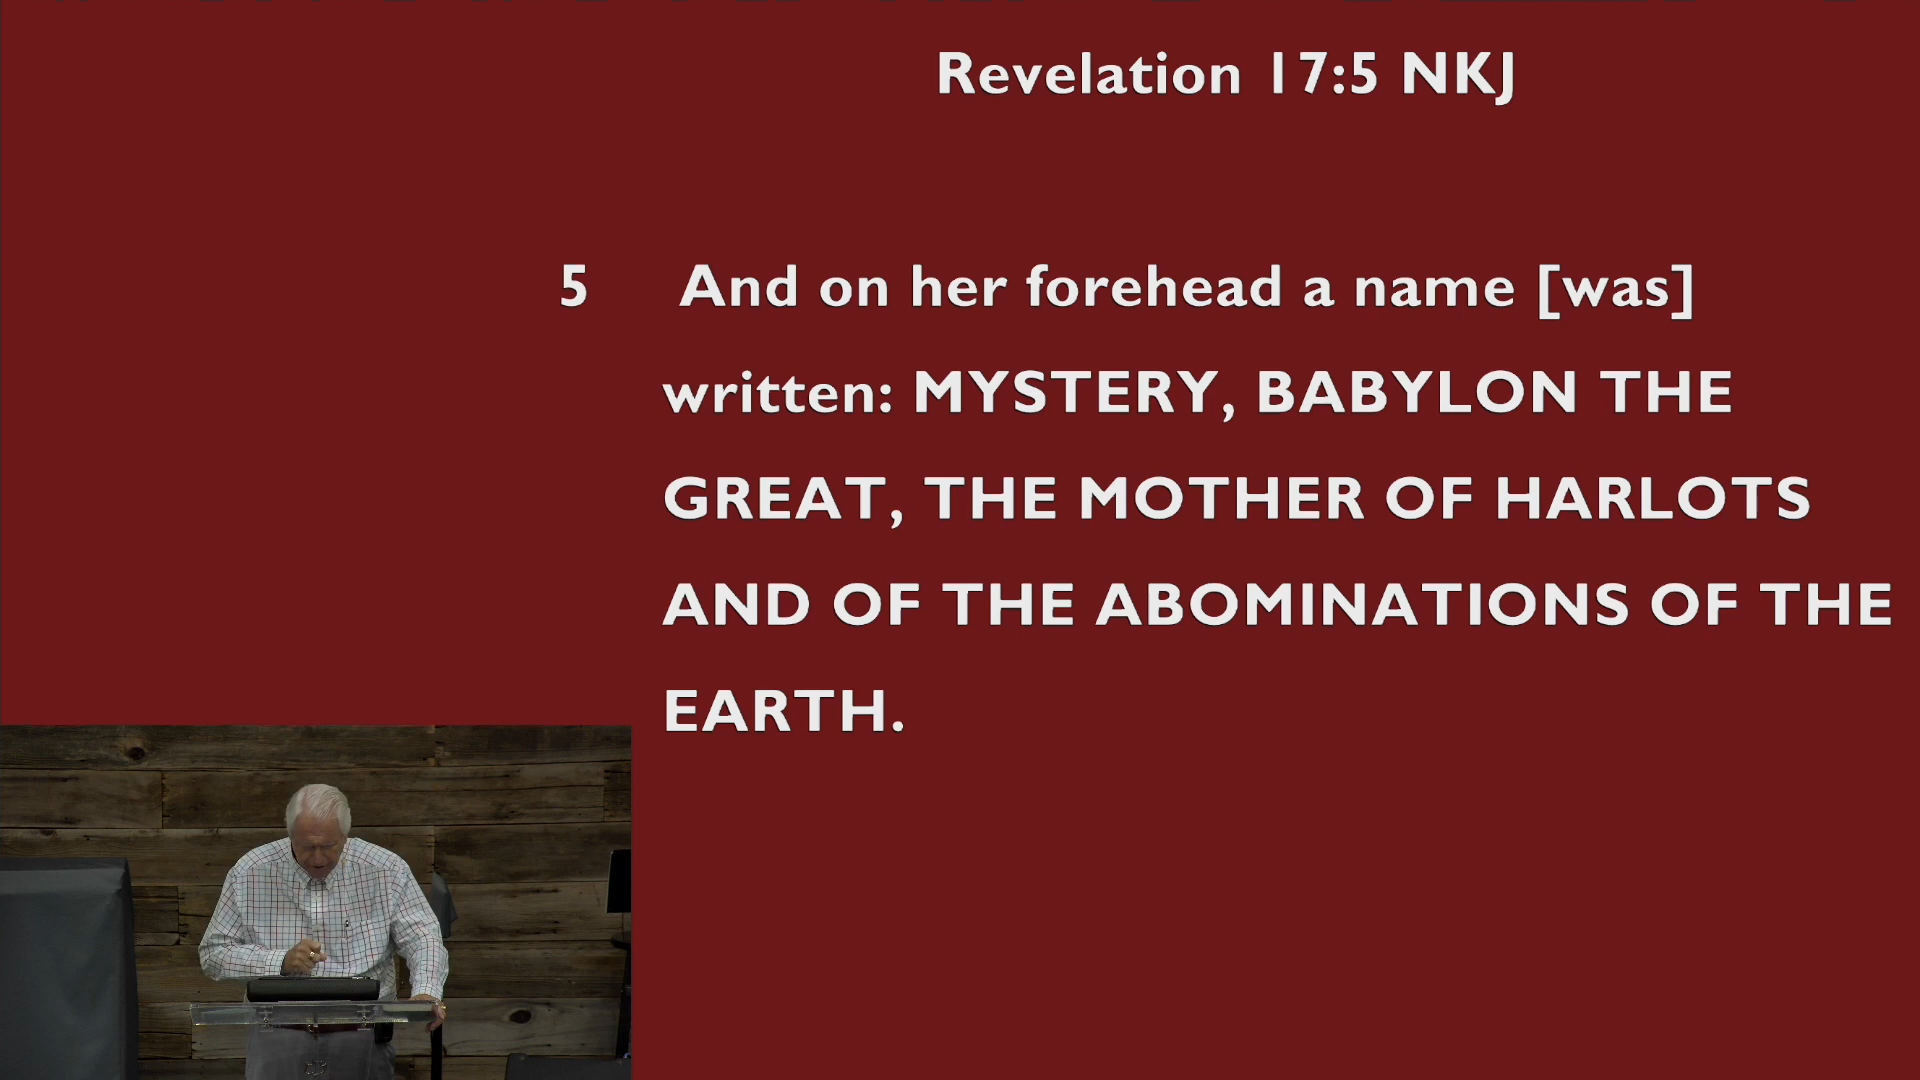 Revelation 17:5 NKJ
5 And on her forehead a name [was]
written: MYSTERY, BABYLON THE
GREAT, THE MOTHER OF HARLOTS
AND OF THE ABOMINATIONS OF THE
EARTH.